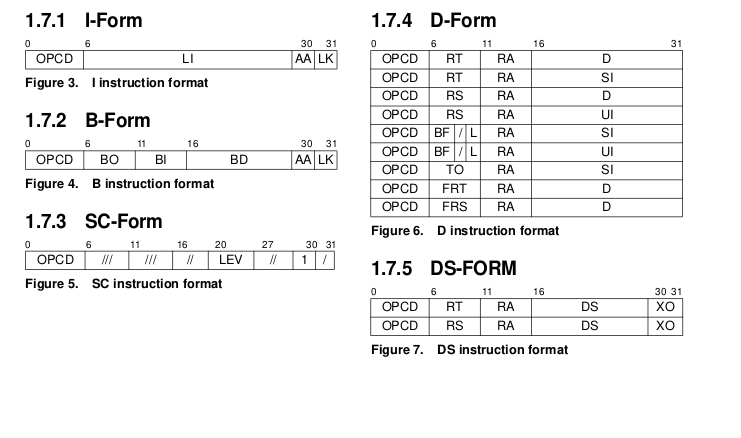 1.7.1 I-Form
0 6 30 31
OPCD LI AA LK
Figure 3. I instruction format
1.7.2 B-Form
0 6 11 16 30 31
OPCD BO BI BD AA LK
Figure 4. B instruction format
1.7.3 SC-Form
0 6 11 16 20 27 30 31
OPCD /// /// // LEV // 1 /
Figure 5. SC instruction format
1.7.4 D-Form
0 6 11 16 31
OPCD RT RA D
OPCD RT RA SI
OPCD RS RA D
OPCD RS RA UI
OPCD BF / L RA SI
OPCD BF / L RA UI
OPCD TO RA SI
OPCD FRT RA D
OPCD FRS RA D
Figure 6. D instruction format
1.7.5 DS-FORM
0 6 11 16 30 31
OPCD RT RA DS XO
OPCD RS RA DS XO
Figure 7. DS instruction format